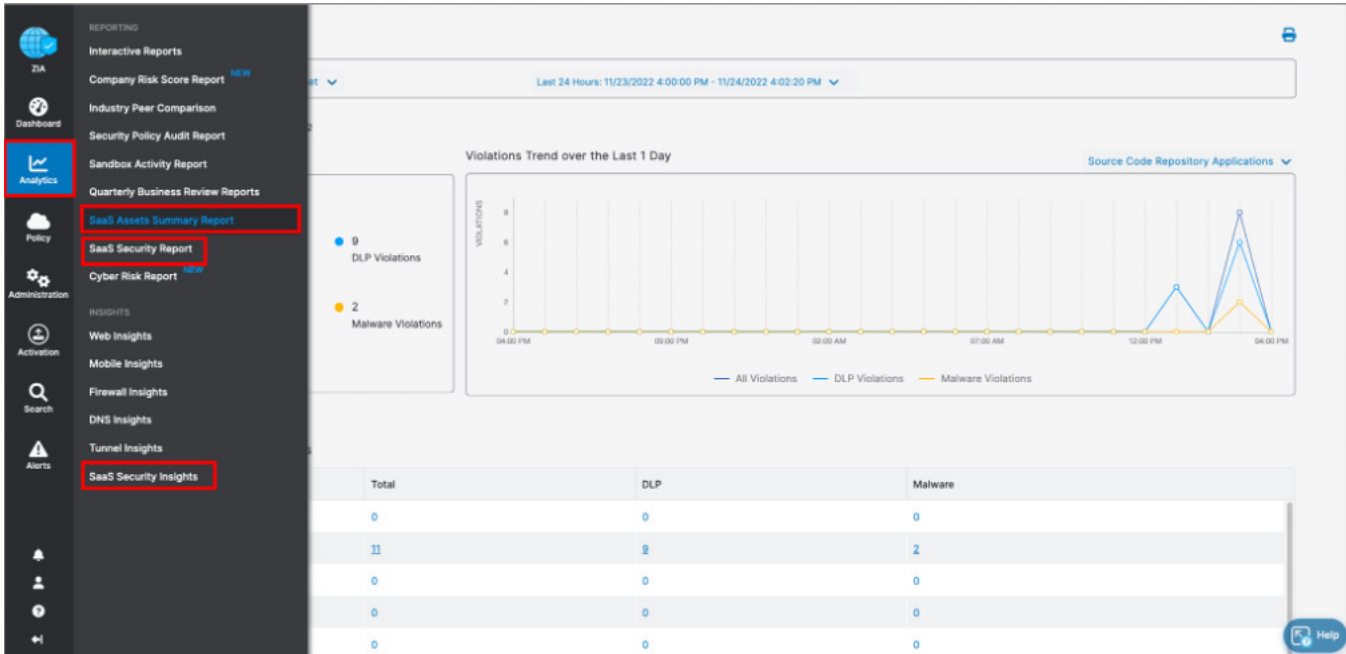 ZIA
Dashboard
Analytics
Policy
Administration
Activation
Search
Alerts
REPORTING
Interactive Reports
Company Risk Score Report NEW
Industry Peer Comparison
Security Policy Audit Report
Sandbox Activity Report
Quarterly Business Review Reports
SaaS Assets Summary Report
SaaS Security Report
Cyber Risk Report NEW
INSIGHTS
Web Insights
Mobile Insights
Firewall Insights
DNS Insights
Tunnel Insights
SaaS Security Insights
et
Last 24 Hours: 11/23/2022 4:00:00 PM - 11/24/2022 4:02:20 PM
9
DLP Violations
2
Malware Violations
Violations Trend over the Last 1 Day
Source Code Repository Applications
VIOLATIONS
8
6
4
2
0
04:00 PM 09:00 PM 02:00 AM 07:00 AM 12:00 PM 04:00 PM
All Violations DLP Violations Malware Violations
Total DLP Malware
0 0 0
11 9 2
0 0 0
0 0 0
0 0 0
Help